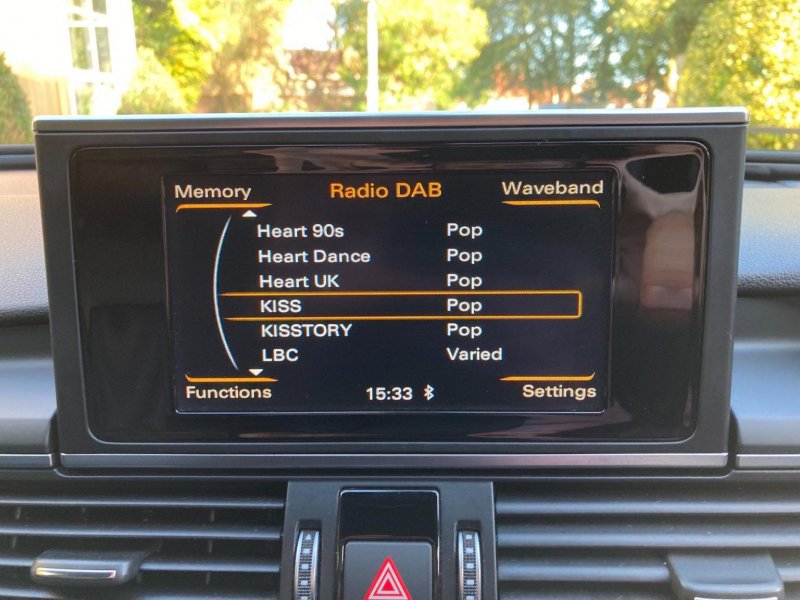 Memory Radio DAB Waveband
Heart 90s Pop
Heart Dance Pop
Heart UK Pop
KISS Pop
KISSTORY Pop
LBC Varied
Functions 15:33 Settings